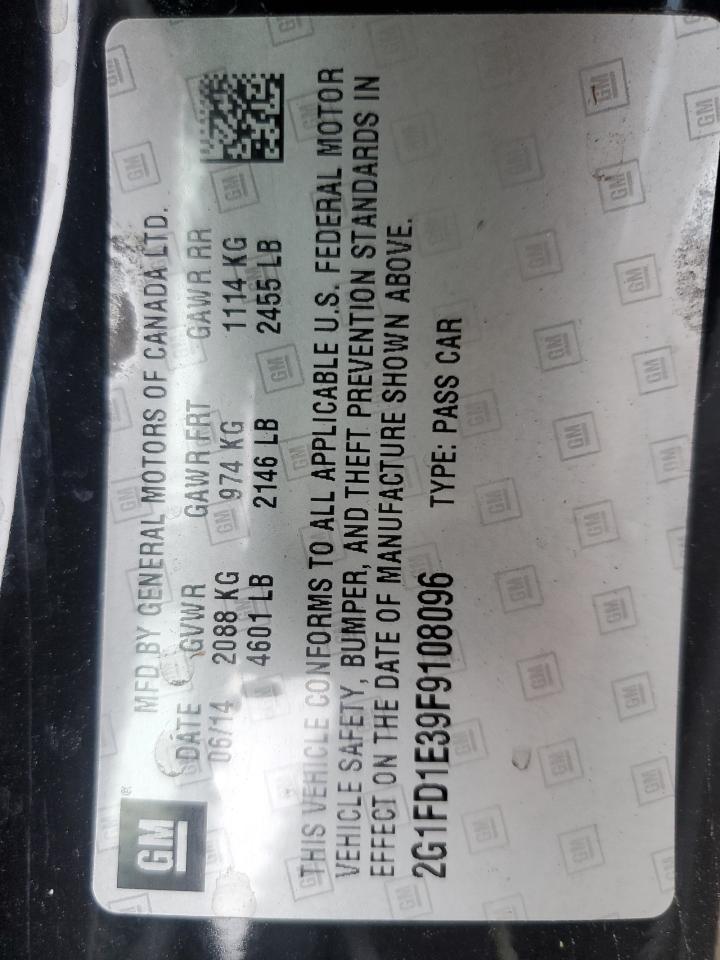 GM®
MFD BY GENERAL MOTORS OF CANADA LTD.
DATE GVWR GAWR FRT GAWR RR
06/14 2088 KG 974 KG 1114 KG
4601 LB 2146 LB 2455 LB
THIS VEHICLE CONFORMS TO ALL APPLICABLE U.S. FEDERAL MOTOR
VEHICLE SAFETY, BUMPER, AND THEFT PREVENTION STANDARDS IN
EFFECT ON THE DATE OF MANUFACTURE SHOWN ABOVE.
2G1FD1E39F9108096 TYPE: PASS CAR